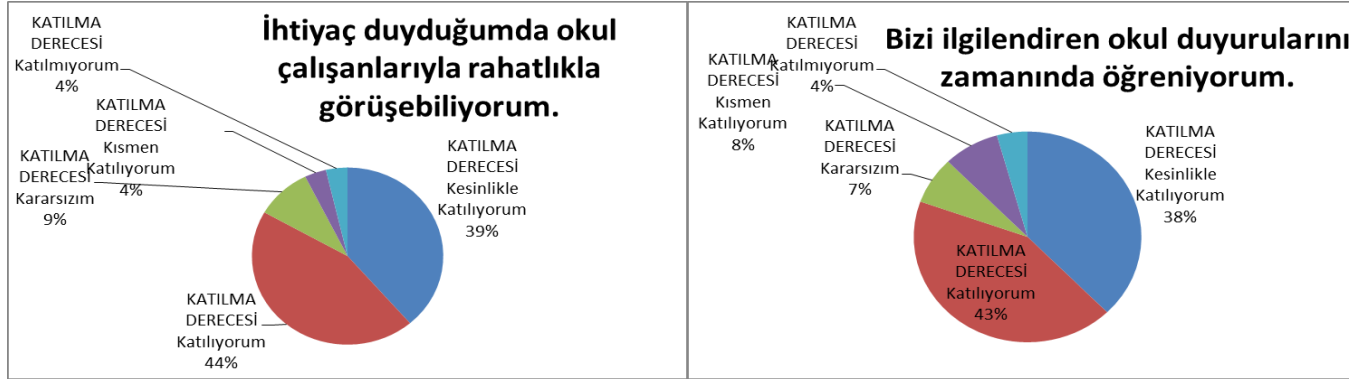 İhtiyaç duyduğumda okul
çalışanlarıyla rahatlıkla
görüşebiliyorum.
KATILMA
DERECESİ
Katılmıyorum
4%
KATILMA
DERECESİ
Kısmen
Katılıyorum
4%
KATILMA
DERECESİ
Kararsızım
9%
KATILMA
DERECESİ
Kesinlikle
Katılıyorum
39%
KATILMA
DERECESİ
Katılıyorum
44%
Bizi ilgilendiren okul duyurularını
zamanında öğreniyorum.
KATILMA
DERECESİ
Katılmıyorum
4%
KATILMA
DERECESİ
Kısmen
Katılıyorum
8%
KATILMA
DERECESİ
Kararsızım
7%
KATILMA
DERECESİ
Kesinlikle
Katılıyorum
38%
KATILMA
DERECESİ
Katılıyorum
43%